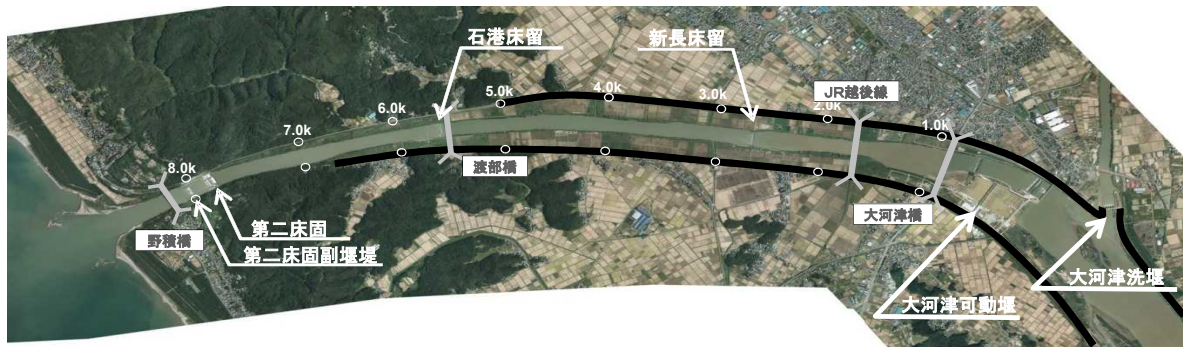 石港床留
新長床留
JR越後線
5.0k
4.0k
3.0k
2.0k
1.0k
6.0k
7.0k
8.0k
渡部橋
大河津橋
野積橋
第二床固
第二床固副堰堤
大河津洗堰
大河津可動堰